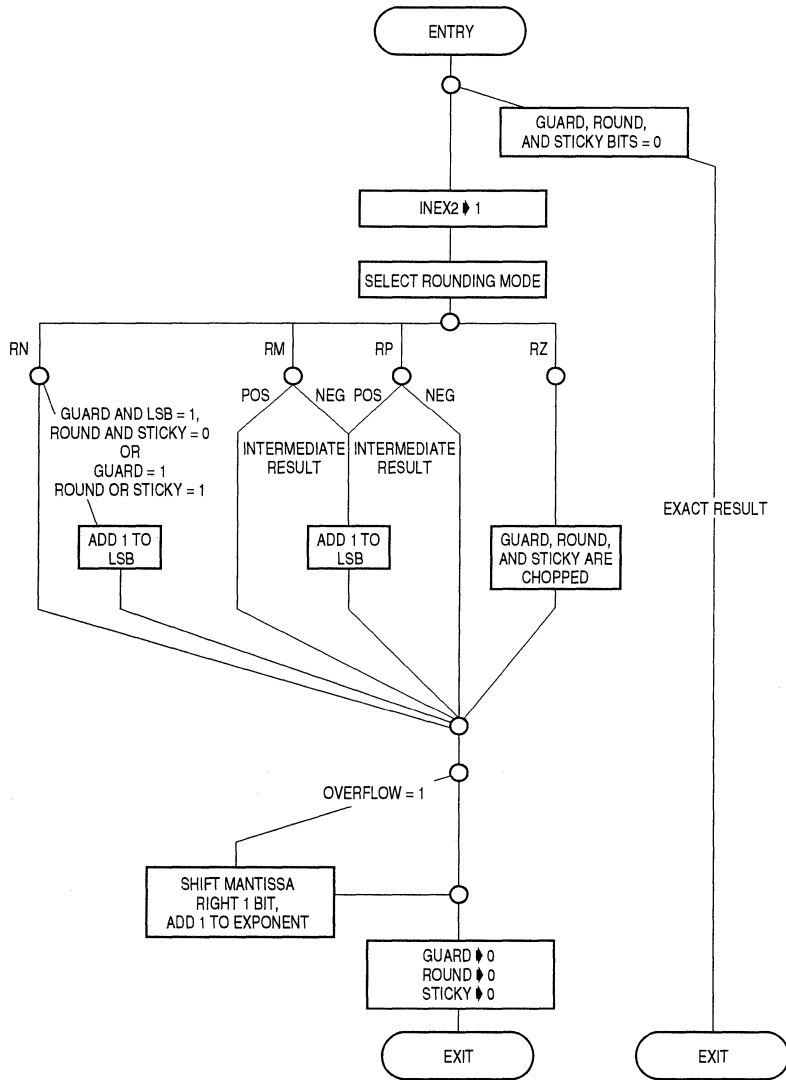 ENTRY
GUARD, ROUND,
AND STICKY BITS = 0
INEX2 ➧ 1
SELECT ROUNDING MODE
RN
RM
RP
RZ
POS
NEG
POS
NEG
GUARD AND LSB = 1,
ROUND AND STICKY = 0
OR
GUARD = 1
ROUND OR STICKY = 1
INTERMEDIATE
RESULT
INTERMEDIATE
RESULT
EXACT RESULT
ADD 1 TO
LSB
ADD 1 TO
LSB
GUARD, ROUND,
AND STICKY ARE
CHOPPED
OVERFLOW = 1
SHIFT MANTISSA
RIGHT 1 BIT,
ADD 1 TO EXPONENT
GUARD ➧ 0
ROUND ➧ 0
STICKY ➧ 0
EXIT
EXIT